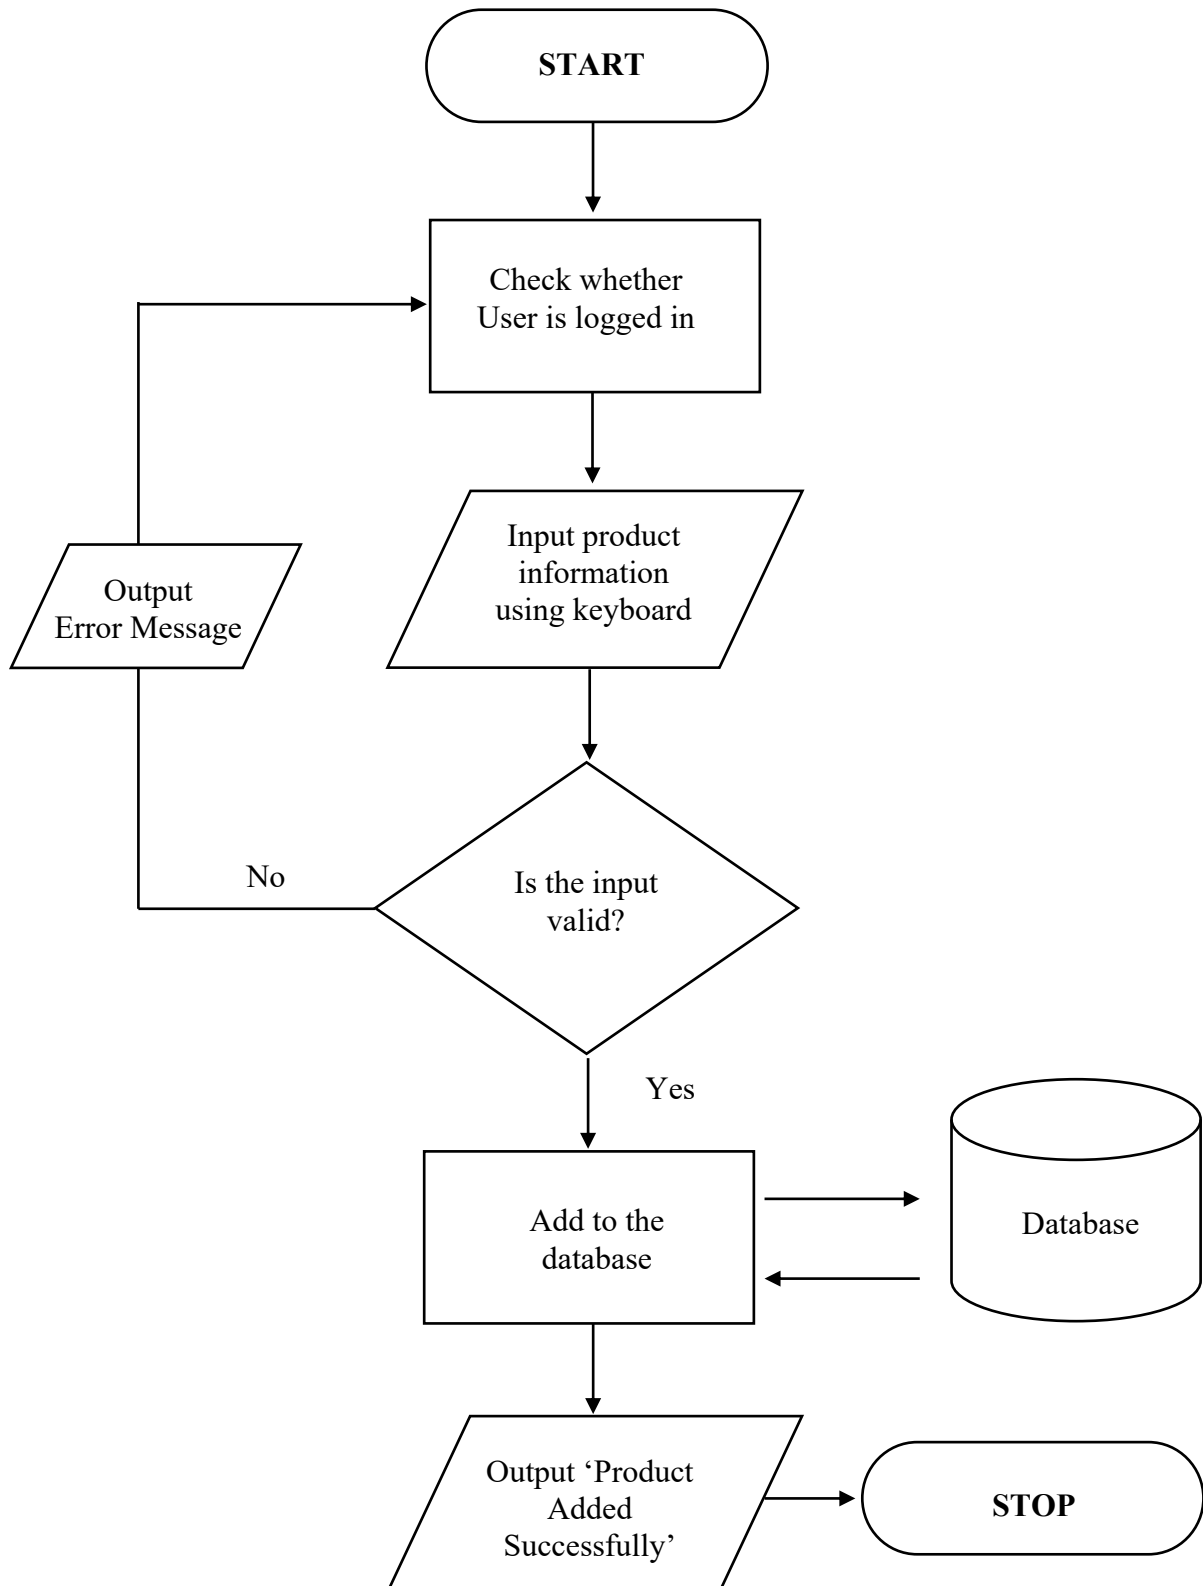 START
Check whether
User is logged in
Input product
information
using keyboard
Output
Error Message
No
Is the input
valid?
Yes
Add to the
database
Database
Output ‘Product
Added
Successfully’
STOP